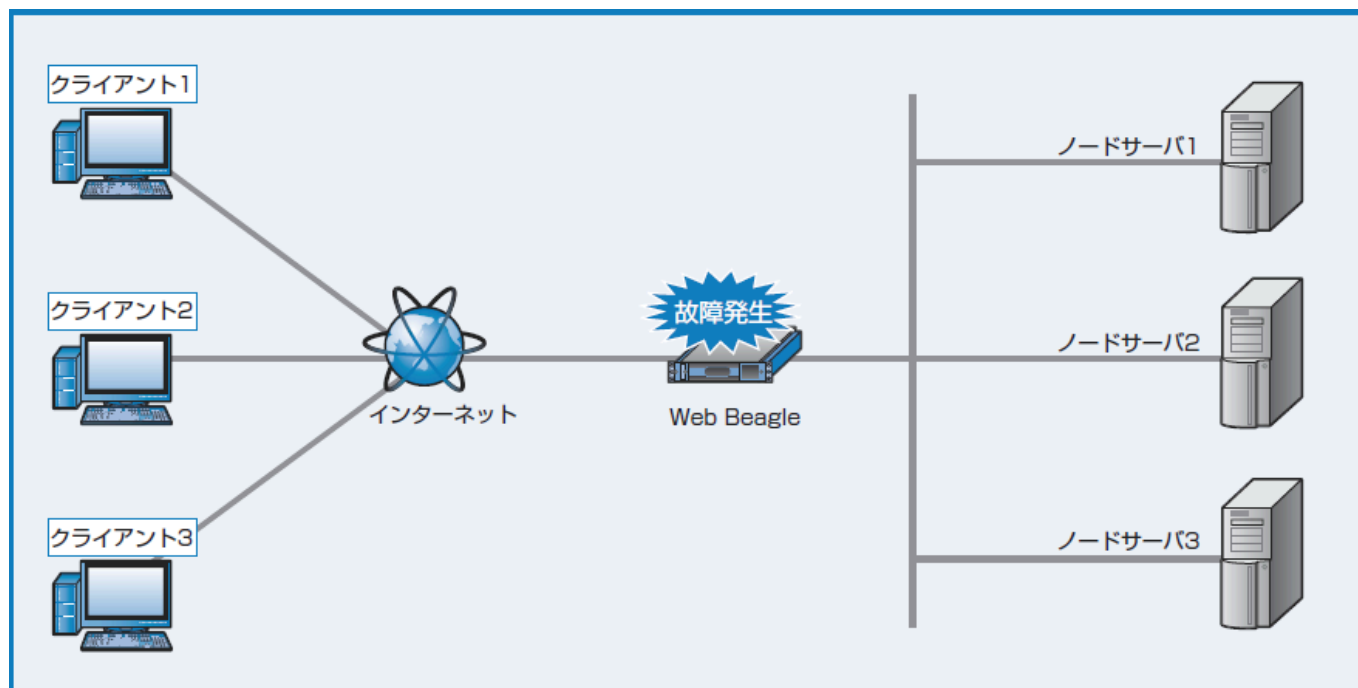 クライアント1
ノードサーバ1
クライアント2
故障発生
ノードサーバ2
インターネット
Web Beagle
クライアント3
ノードサーバ3